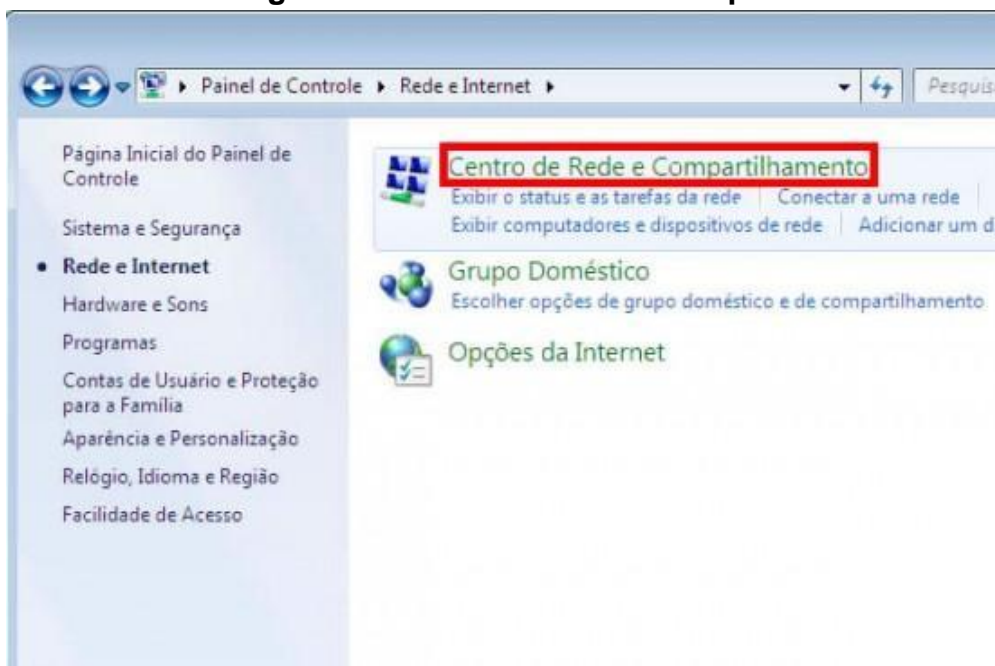 Painel de Controle Rede e Internet
Página Inicial do Painel de
Controle
Sistema e Segurança
Rede e Internet
Hardware e Sons
Programas
Contas de Usuário e Proteção
para a Família
Aparência e Personalização
Relógio, Idioma e Região
Facilidade de Acesso
Centro de Rede e Compartilhamento
Exibir o status e as tarefas da rede Conectar a uma rede
Exibir computadores e dispositivos de rede Adicionar um
Grupo Doméstico
Escolher opções de grupo doméstico e de compartilhamento
Opções da Internet